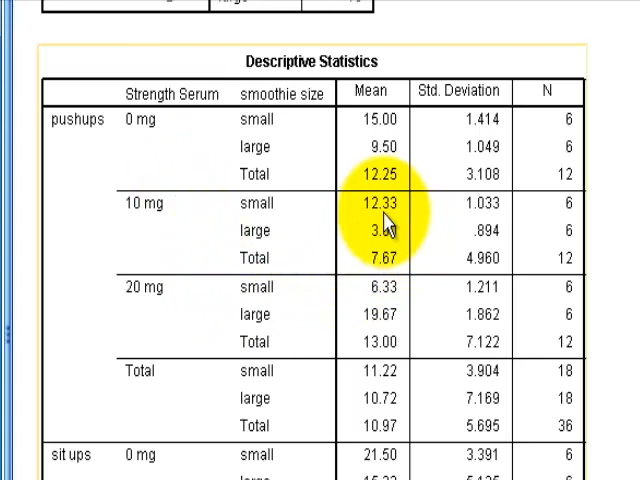 Descriptive Statistics
Strength Serum smoothie size Mean Std. Deviation N
pushups 0 mg small 15.00 1.414 6
large 9.50 1.049 6
Total 12.25 3.108 12
10 mg small 12.33 1.033 6
large .894 6
Total 7.67 4.960 12
20 mg small 6.33 1.211 6
large 19.67 1.862 6
Total 13.00 7.122 12
Total small 11.22 3.904 18
large 10.72 7.169 18
Total 10.97 5.695 36
sit ups 0 mg small 21.50 3.391 6